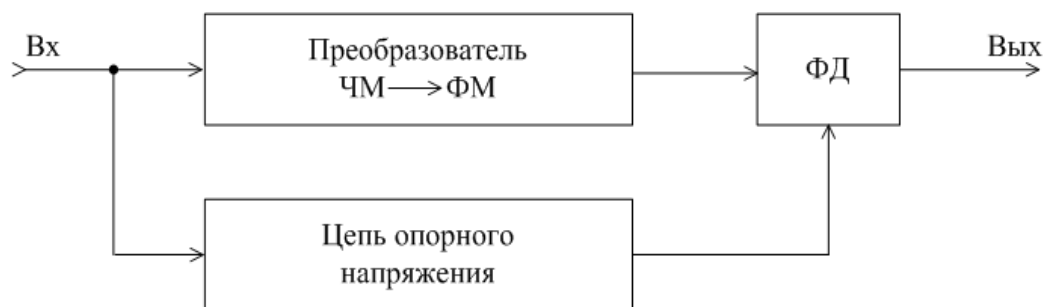 Вх
Преобразователь
ЧМ → ФМ
ФД
Вых
Цепь опорного
напряжения